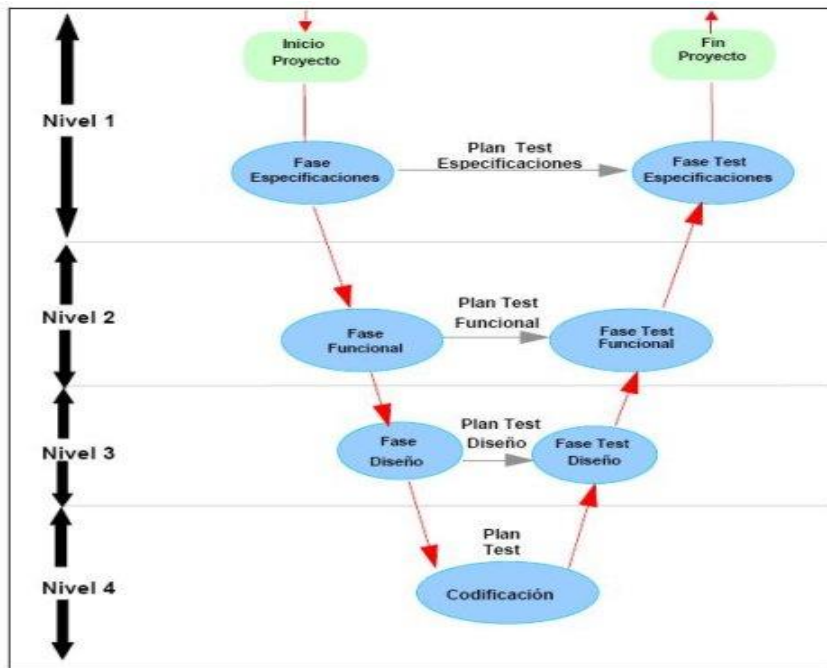 Inicio
Proyecto
Fin
Proyecto
Nivel 1
Plan Test
Especificaciones
Fase
Especificaciones
Fase Test
Especificaciones
Nivel 2
Plan Test
Funcional
Fase
Funcional
Fase Test
Funcional
Nivel 3
Plan Test
Diseño
Fase
Diseño
Fase Test
Diseño
Plan
Test
Nivel 4
Codificación